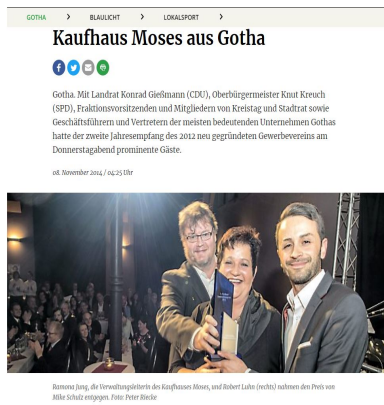 GOTHA > BLAULICHT > LOKALSPORT >
Kaufhaus Moses aus Gotha
Gotha. Mit Landrat Konrad Gießmann (CDU), Oberbürgermeister Knut Kreuch
(SPD), Fraktionsvorsitzenden und Mitgliedern von Kreistag und Stadtrat sowie
Geschäftsführern und Vertretern der meisten bedeutenden Unternehmen Gothas
hatte der zweite Jahresempfang des 2012 neu gegründeten Gewerbevereins am
Donnerstagabend prominente Gäste.
08. November 2014 / 04:25 Uhr
Ramona Jung, die Verwaltungsleiterin des Kaufhauses Moses, und Robert Luhn (rechts) nahmen den Preis von
Mike Schulz entgegen. Foto: Peter Riecke